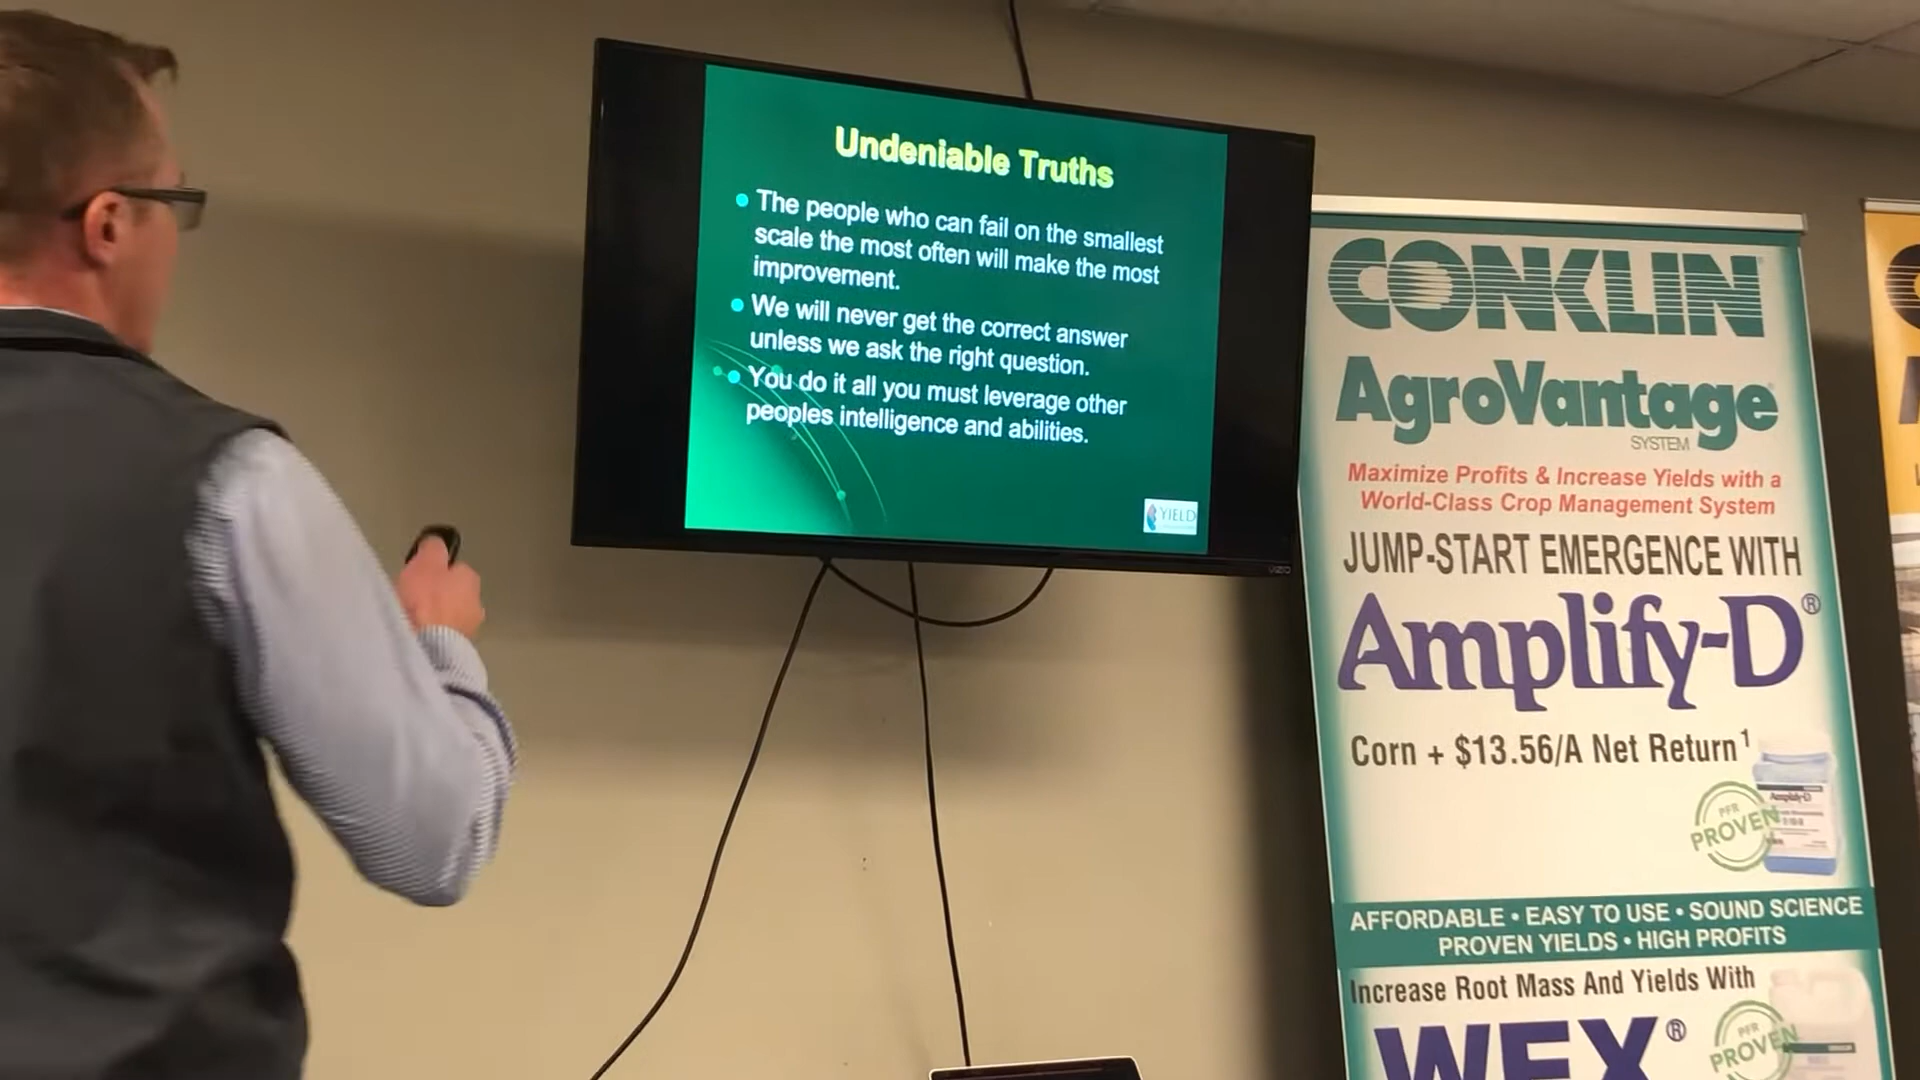 Undeniable Truths
The people who can fail on the smallest
scale the most often will make the most
improvement.
We will never get the correct answer
unless we ask the right question.
You do it all you must leverage other
peoples intelligence and abilities.
YIELD
VIZIO
CONKLIN
AgroVantage®
SYSTEM
Maximize Profits & Increase Yields with a
World-Class Crop Management System
JUMP-START EMERGENCE WITH
Amplify-D®
Corn + $13.56/A Net Return¹
PFR
PROVEN
Amplify-D
AFFORDABLE • EASY TO USE • SOUND SCIENCE
PROVEN YIELDS • HIGH PROFITS
Increase Root Mass And Yields With
WEX®
PFR
PROVEN